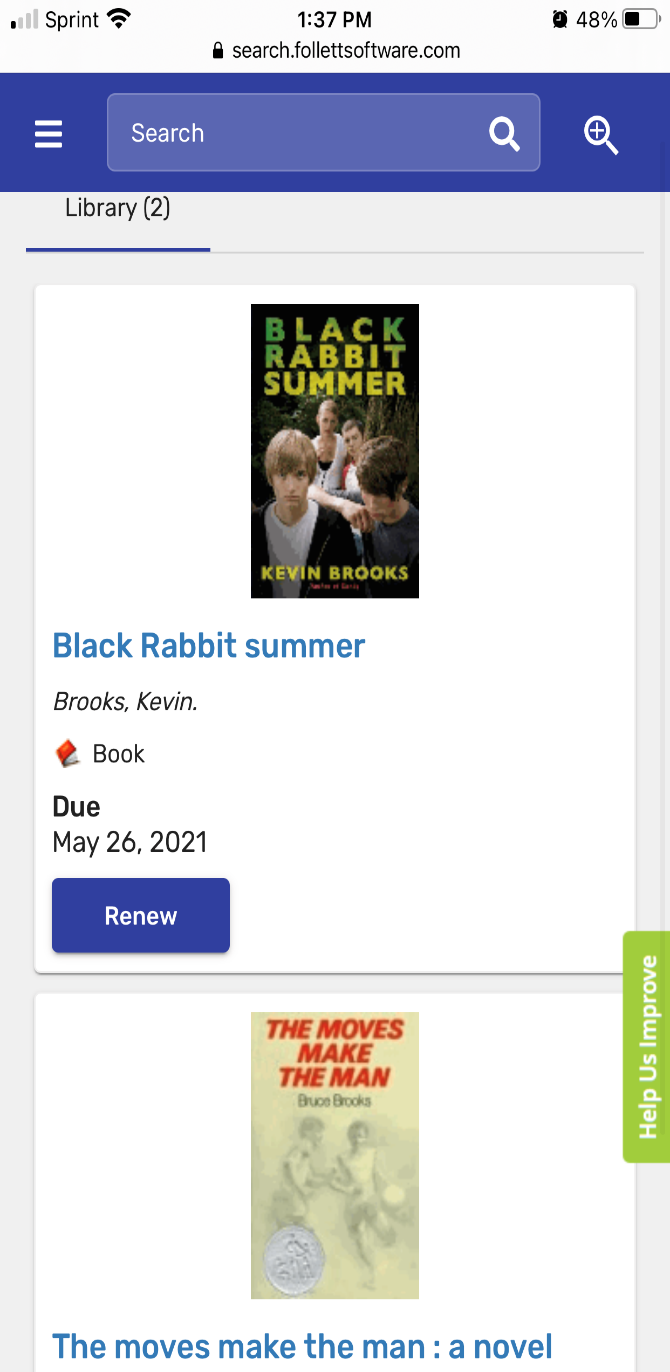 Sprint 1:37 PM 48%
search.follettsoftware.com
Search
Library (2)
BLACK
RABBIT
SUMMER
KEVIN BROOKS
Black Rabbit summer
Brooks, Kevin.
Book
Due
May 26, 2021
Renew
Help Us Improve
THE MOVES
MAKE
THE MAN
Bruce Brooks
The moves make the man : a novel